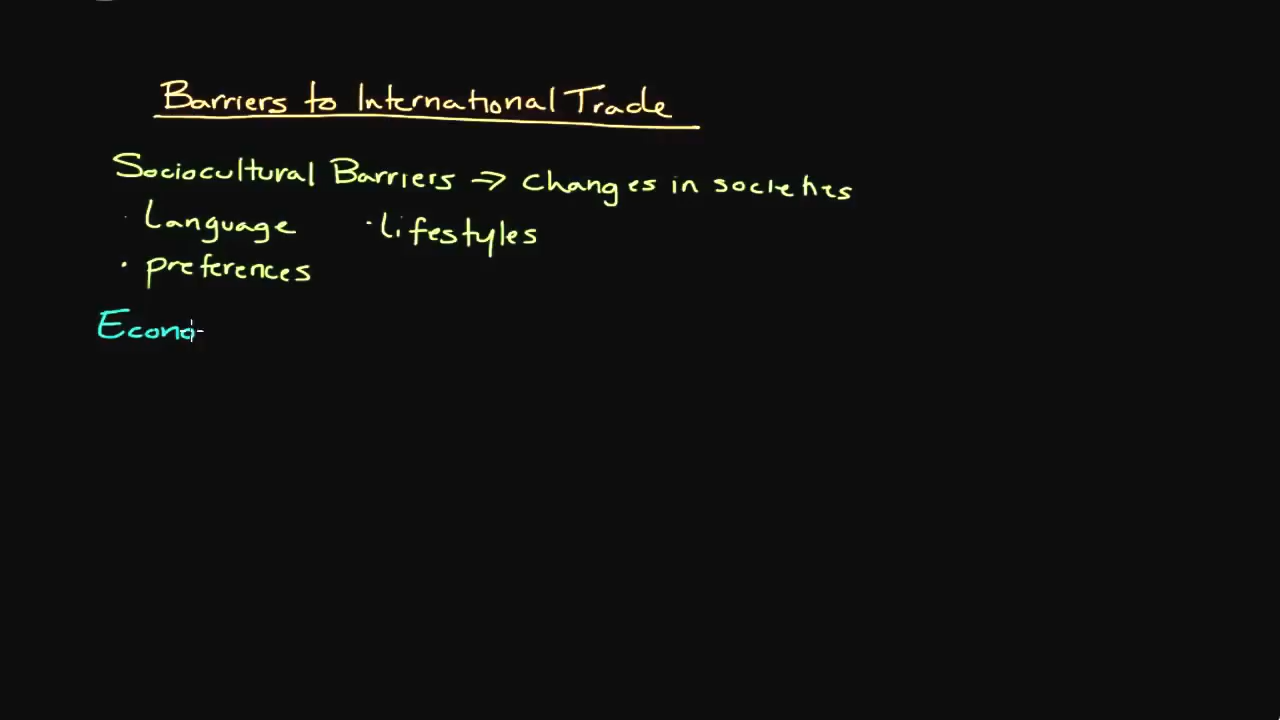 Barriers to International Trade
Sociocultural Barriers → Changes in societies
· Language · lifestyles
· preferences
Econo